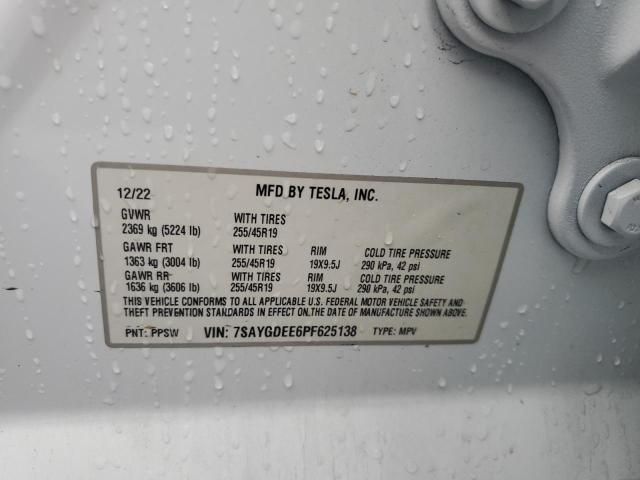 12/22 MFD BY TESLA, INC.
GVWR WITH TIRES
2369 kg (5224 lb) 255/45R19
GAWR FRT WITH TIRES RIM COLD TIRE PRESSURE
1363 kg (3004 lb) 255/45R19 19X9.5J 290 kPa, 42 psi
GAWR RR WITH TIRES RIM COLD TIRE PRESSURE
1636 kg (3606 lb) 255/45R19 19X9.5J 290 kPa, 42 psi
THIS VEHICLE CONFORMS TO ALL APPLICABLE U.S. FEDERAL MOTOR VEHICLE SAFETY AND
THEFT PREVENTION STANDARDS IN EFFECT ON,THE DATE OF MANUFACTURE SHOWN ABOVE.
PNT: PPSW VIN: 7SAYGDEE6PF625138 TYPE: MPV